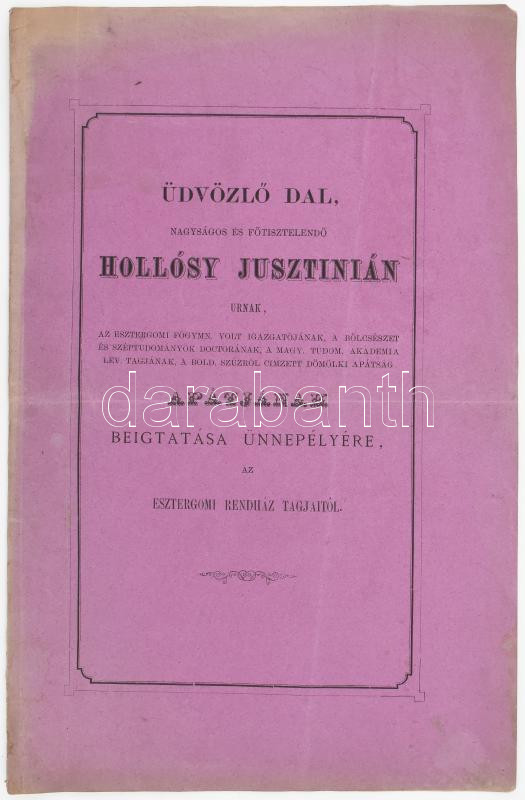 ÜDVÖZLŐ DAL,
NAGYSÁGOS ÉS FŐTISZTELENDŐ
HOLLÓSY JUSZTINIÁN
URNAK,
AZ ESZTERGOMI FŐGYMN. VOLT IGAZGATÓJÁNAK, A BÖLCSÉSZET
ÉS SZÉPTUDOMÁNYOK DOCTORÁNAK, A MAGY. TUDOM. AKADEMIA
LEV. TAGJÁNAK, A BOLD. SZŰZRŐL CIMZETT DÖMÖLKI APÁTSÁG
APÁTJÁNAK
darabanth
BEIGTATÁSA ÜNNEPÉLYÉRE,
AZ
ESZTERGOMI RENDHÁZ TAGJAITÓL.